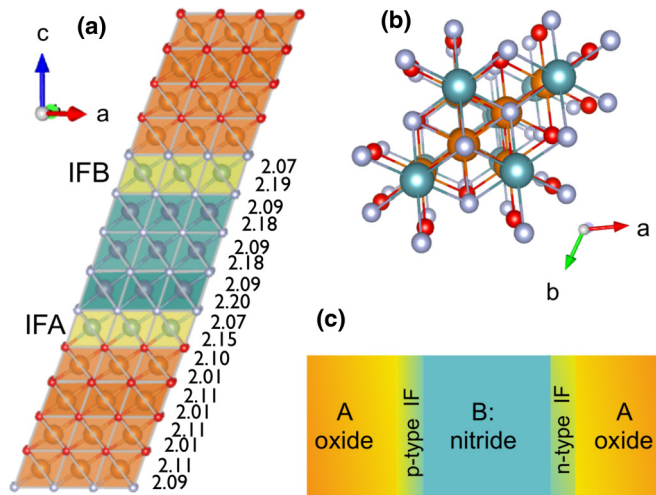 (a)
c
a
IFB
2.07
2.19
2.09
2.18
2.09
2.18
2.09
2.20
IFA
2.07
2.15
2.10
2.01
2.11
2.01
2.11
2.01
2.11
2.09
(b)
a
b
(c)
A
oxide
p-type IF
B:
nitride
n-type IF
A
oxide